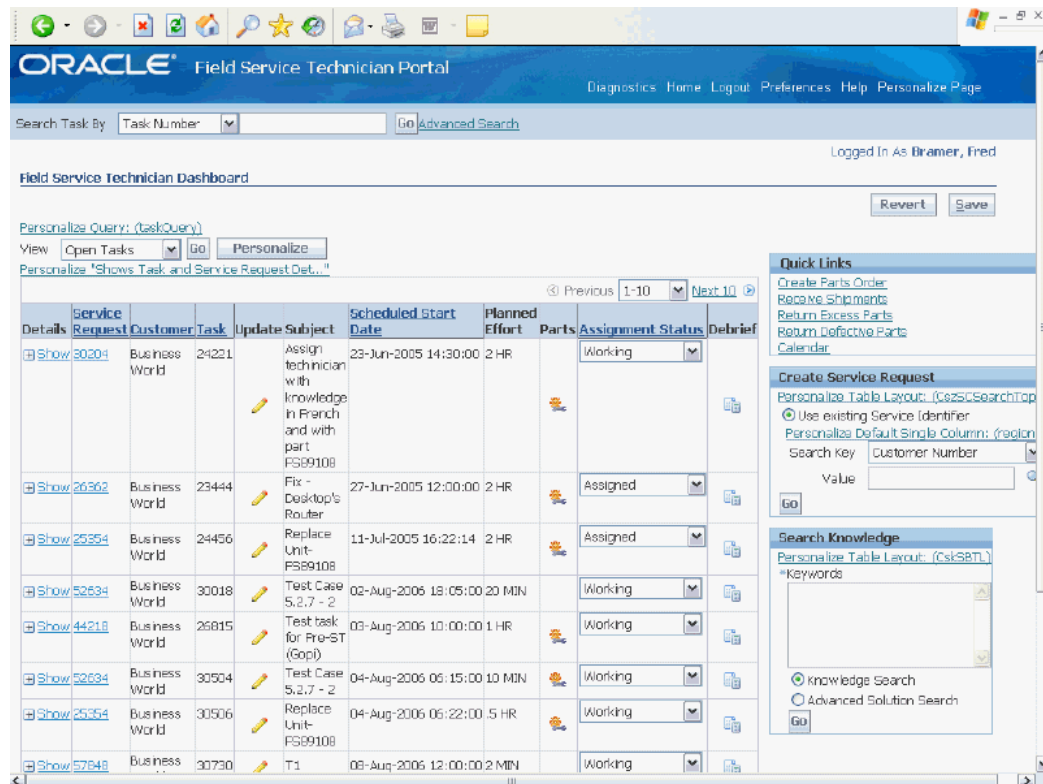 ORACLE® Field Service Technician Portal
Diagnostics Home Logout Preferences Help Personalize Page
Search Task By Task Number Go Advanced Search
Logged In As Bramer, Fred
Field Service Technician Dashboard
Revert Save
Personalize Query: (taskQuery)
View Open Tasks Go Personalize
Personalize "Shows Task and Service Request Det..."
Previous 1-10 Next 10
Details Service Request Customer Task Update Subject Scheduled Start Date Planned Effort Parts Assignment Status Debrief
Show 30204 Business World 24221 Assign technician with knowledge in French and with part FS89108 23-Jun-2005 14:30:00 2 HR Working
Show 26362 Business World 23444 Fix - Desktop's Router 27-Jun-2005 12:00:00 2 HR Assigned
Show 25354 Business World 24456 Replace Unit- FS89108 11-Jul-2005 16:22:14 2 HR Assigned
Show 52634 Business World 30018 Test Case 5.2.7 - 2 02-Aug-2006 18:05:00 20 MIN Working
Show 44218 Business World 26815 Test task for Pre-ST (Gopi) 03-Aug-2006 10:00:00 1 HR Working
Show 52634 Business World 30504 Test Case 5.2.7 - 2 04-Aug-2006 06:15:00 10 MIN Working
Show 25354 Business World 30506 Replace Unit- FS89108 04-Aug-2006 06:22:00 .5 HR Working
Show 57848 Business 30730 T1 08-Aug-2006 12:00:00 2 MIN Working
Quick Links
Create Parts Order
Receive Shipments
Return Excess Parts
Return Defective Parts
Calendar
Create Service Request
Personalize Table Layout: (CszSCSearchTop
Use existing Service Identifier
Personalize Default Single Column: (region
Search Key Customer Number
Value
Go
Search Knowledge
Personalize Table Layout: (CskSBTL)
*Keywords
Knowledge Search
Advanced Solution Search
Go